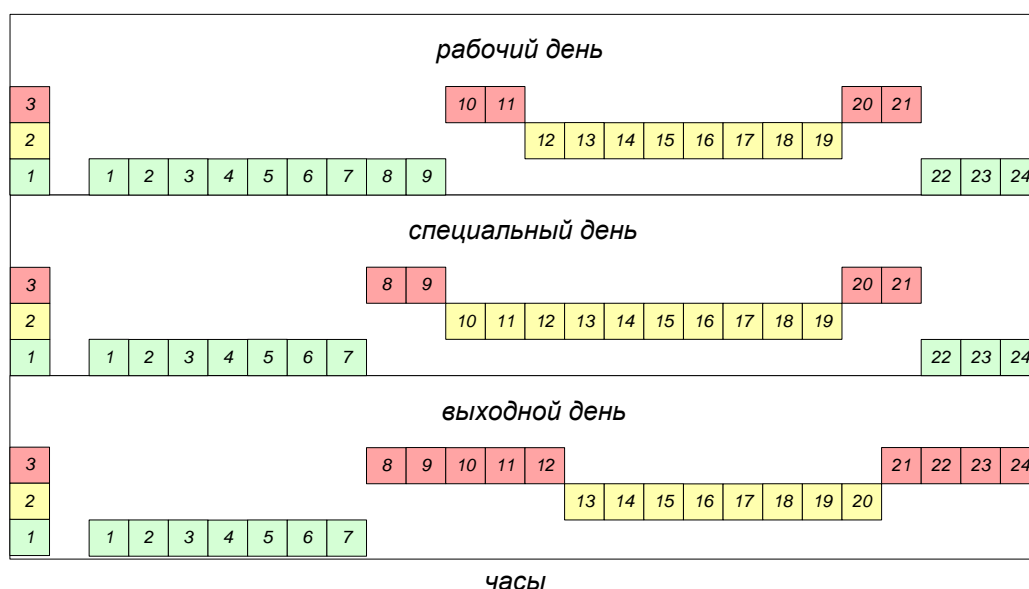 рабочий день
3 10 11 20 21
2 12 13 14 15 16 17 18 19
1 1 2 3 4 5 6 7 8 9 22 23 24
специальный день
3 8 9 20 21
2 10 11 12 13 14 15 16 17 18 19
1 1 2 3 4 5 6 7 22 23 24
выходной день
3 8 9 10 11 12 21 22 23 24
2 13 14 15 16 17 18 19 20
1 1 2 3 4 5 6 7
часы